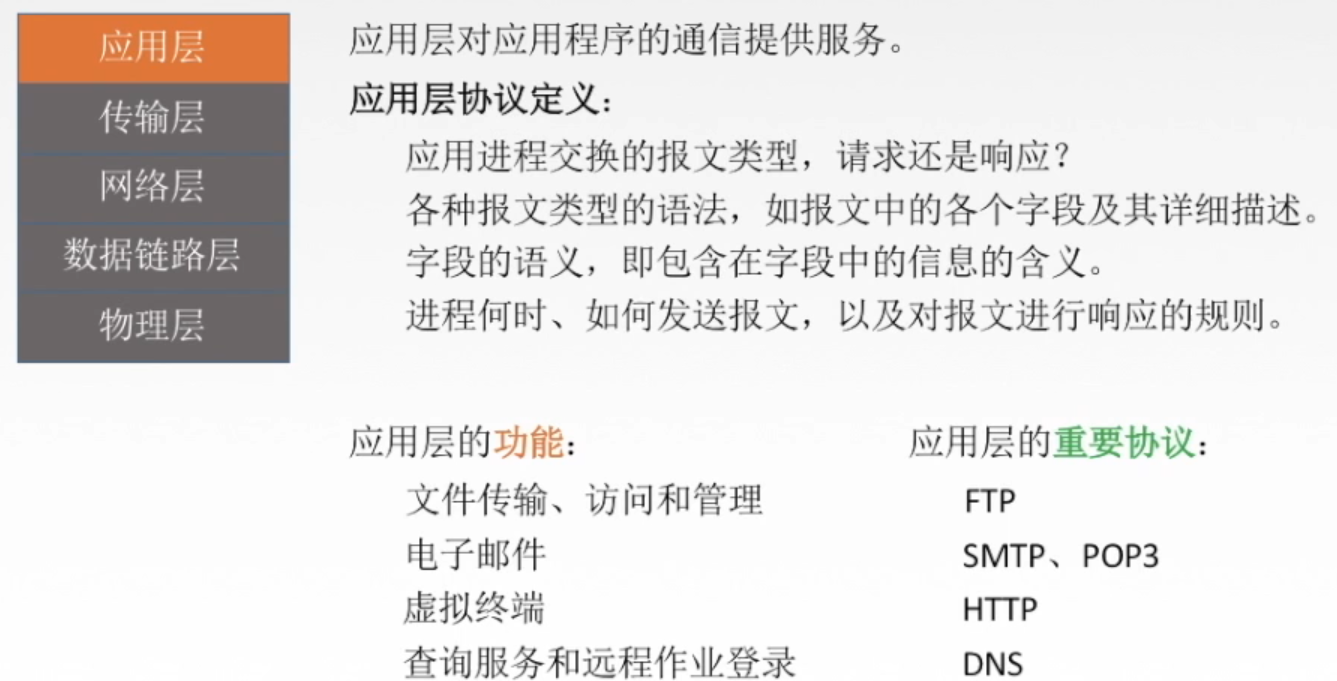 应用层
传输层
网络层
数据链路层
物理层
应用层对应用程序的通信提供服务。
应用层协议定义：
应用进程交换的报文类型，请求还是响应？
各种报文类型的语法，如报文中的各个字段及其详细描述。
字段的语义，即包含在字段中的信息的含义。
进程何时、如何发送报文，以及对报文进行响应的规则。
应用层的功能：
文件传输、访问和管理
电子邮件
虚拟终端
查询服务和远程作业登录
应用层的重要协议：
FTP
SMTP、POP3
HTTP
DNS